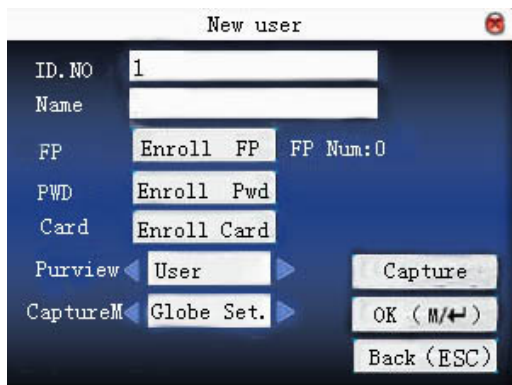 New user
ID.NO 1
Name
FP Enroll FP FP Num:0
PWD Enroll Pwd
Card Enroll Card
Purview User Capture
CaptureM Globe Set. OK (M/↵)
Back (ESC)